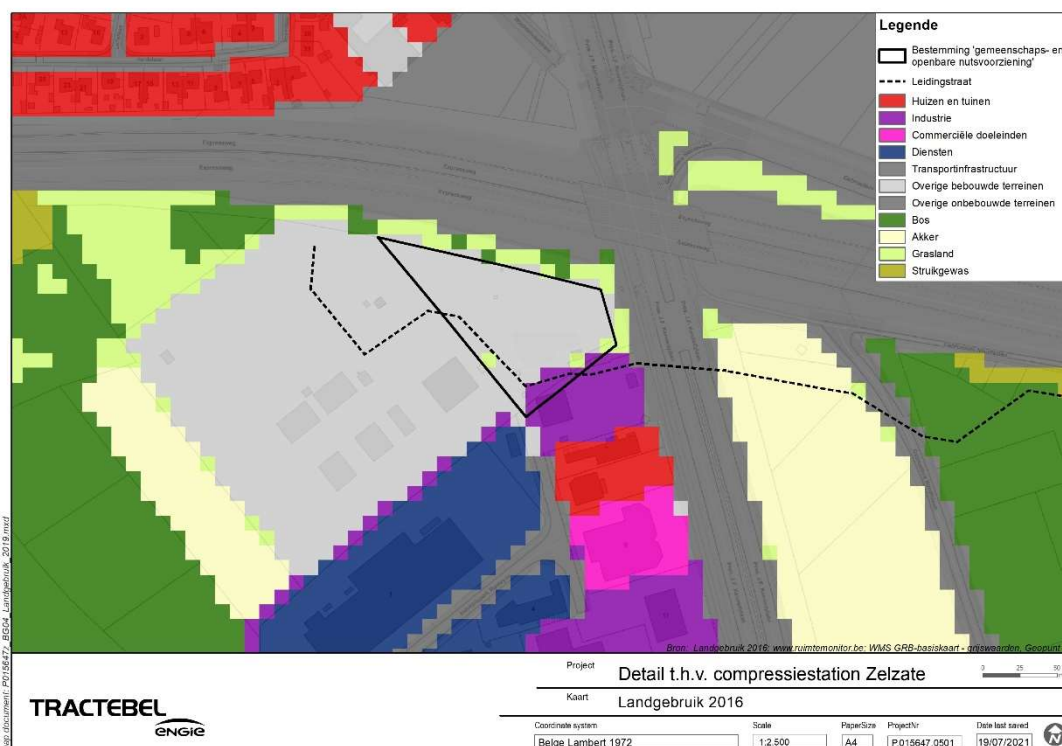 Legende
Bestemming 'gemeenschaps- en
openbare nutsvoorziening'
Leidingstraat
Huizen en tuinen
Industrie
Commerciële doeleinden
Diensten
Transportinfrastructuur
Overige bebouwde terreinen
Overige onbebouwde terreinen
Bos
Akker
Grasland
Struikgewas
Expresweg
Expresweg
Expresweg
Bron: Landgebruik 2016: www.ruimtemonitor.be; WMS GRB-basiskaart - grijswaarden, Geopunt
TRACTEBEL
ENGIE
Project
Detail t.h.v. compressiestation Zelzate
Kaart
Landgebruik 2016
0 25 50
Coordinate system
Belge Lambert 1972
Scale
1:2.500
PaperSize
A4
ProjectNr
P.015647.0501
Date last saved
19/07/2021
N